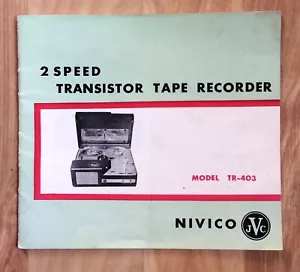 2 SPEED
TRANSISTOR TAPE RECORDER
MODEL TR-403
NIVICO JVC